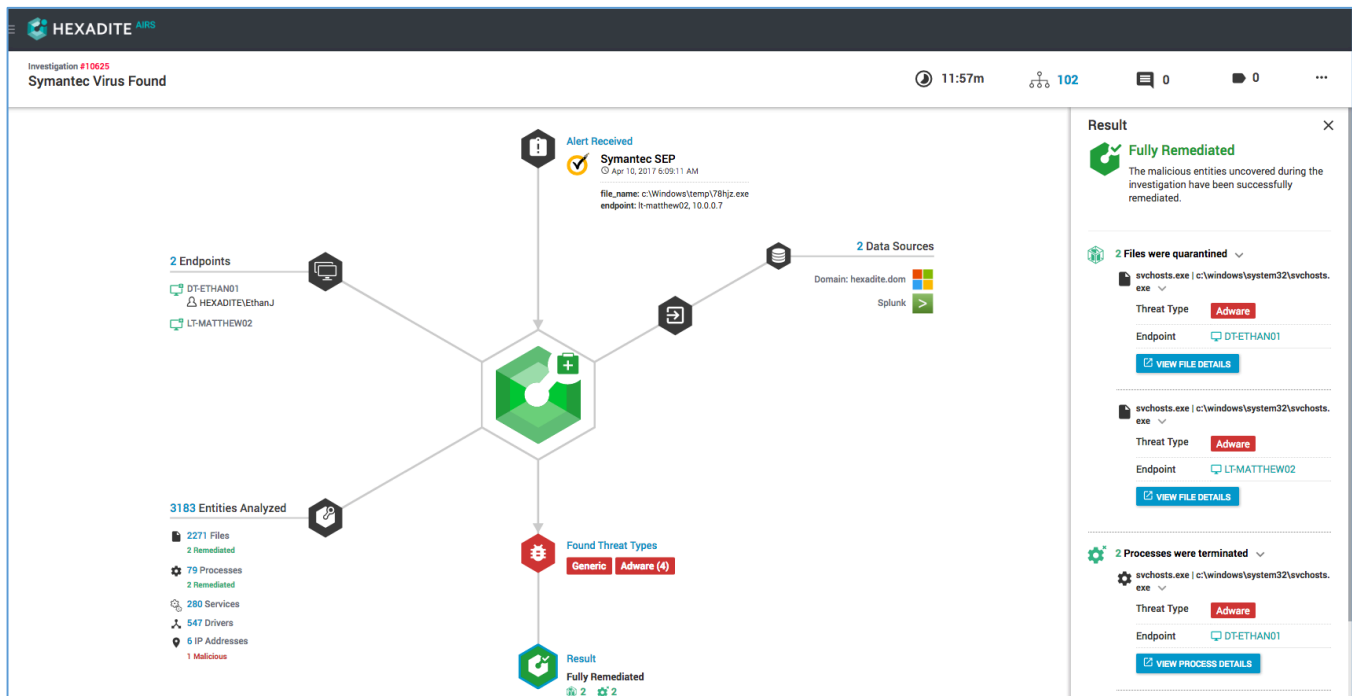 HEXADITE AIRS
Investigation #10625
Symantec Virus Found
11:57m
102
0
0
Alert Received
Symantec SEP
Apr 10, 2017 6:09:11 AM
file_name: c:\Windows\temp\78hjz.exe
endpoint: lt-matthew02, 10.0.0.7
2 Endpoints
DT-ETHAN01
HEXADITE\EthanJ
LT-MATTHEW02
2 Data Sources
Domain: hexadite.dom
Splunk
3183 Entities Analyzed
2271 Files
2 Remediated
79 Processes
2 Remediated
280 Services
547 Drivers
6 IP Addresses
1 Malicious
Found Threat Types
Generic Adware (4)
Result
Fully Remediated
2 2
Result
Fully Remediated
The malicious entities uncovered during the
investigation have been successfully
remediated.
2 Files were quarantined
svchosts.exe | c:\windows\system32\svchosts.
exe
Threat Type Adware
Endpoint DT-ETHAN01
VIEW FILE DETAILS
svchosts.exe | c:\windows\system32\svchosts.
exe
Threat Type Adware
Endpoint LT-MATTHEW02
VIEW FILE DETAILS
2 Processes were terminated
svchosts.exe | c:\windows\system32\svchosts.
exe
Threat Type Adware
Endpoint DT-ETHAN01
VIEW PROCESS DETAILS